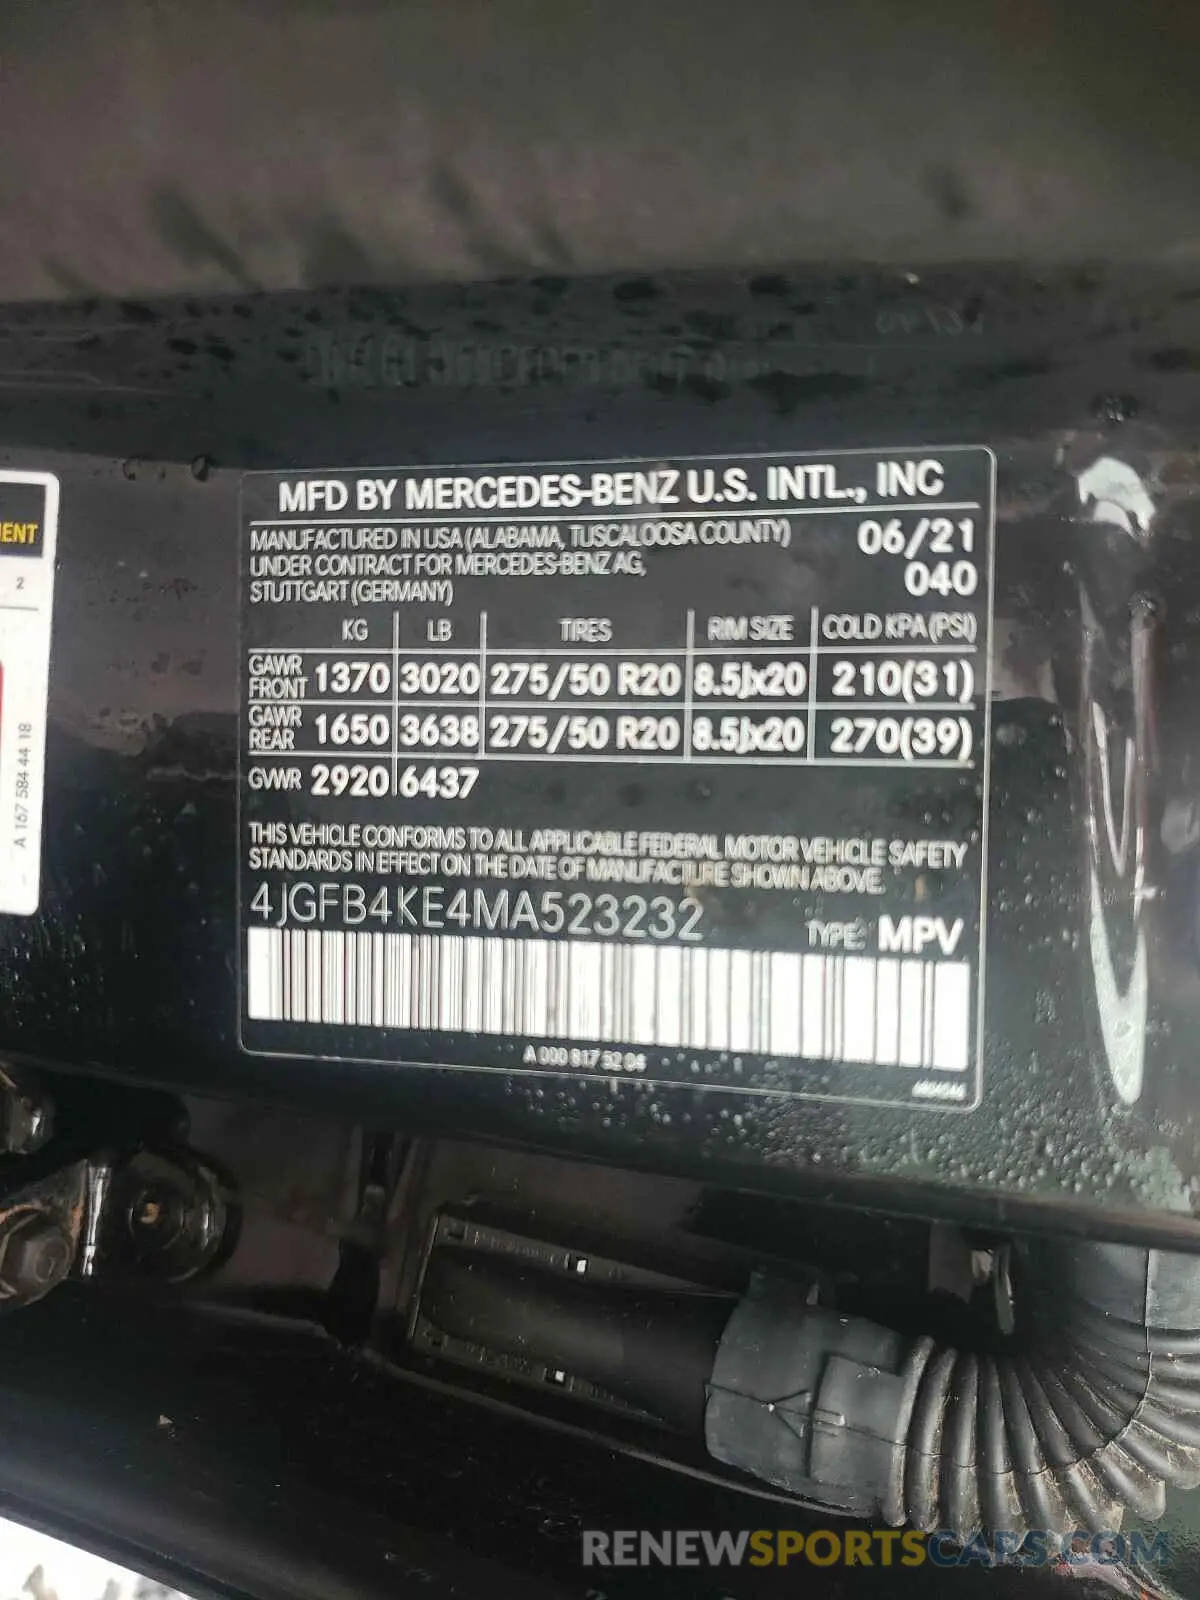 MFD BY MERCEDES-BENZ U.S. INTL., INC
MANUFACTURED IN USA (ALABAMA, TUSCALOOSA COUNTY) 06/21
UNDER CONTRACT FOR MERCEDES-BENZ AG, 040
STUTTGART (GERMANY)
KG LB TIRES RIM SIZE COLD KPA (PSI)
GAWR FRONT 1370 3020 275/50 R20 8.5Jx20 210(31)
GAWR REAR 1650 3638 275/50 R20 8.5Jx20 270(39)
GVWR 2920 6437
THIS VEHICLE CONFORMS TO ALL APPLICABLE FEDERAL MOTOR VEHICLE SAFETY
STANDARDS IN EFFECT ON THE DATE OF MANUFACTURE SHOWN ABOVE.
4JGFB4KE4MA523232 TYPE: MPV
A 000 817 52 04
2
A 167 584 44 18
RENEWSPORTSCARS.COM